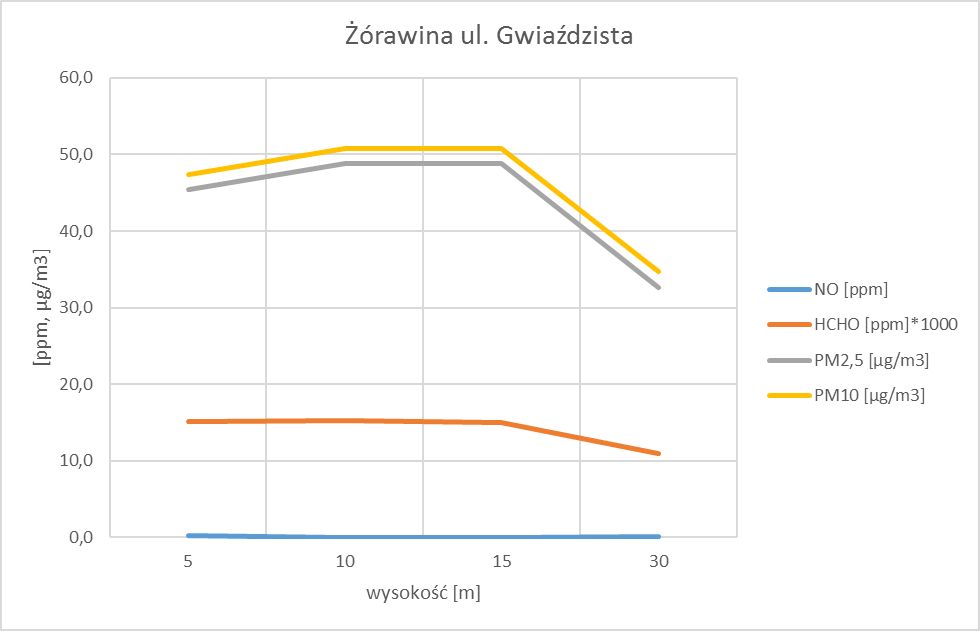 Żórawina ul. Gwiaździsta
60,0
50,0
40,0
30,0
20,0
10,0
0,0
[ppm, µg/m3]
5 10 15 30
wysokość [m]
NO [ppm]
HCHO [ppm]*1000
PM2,5 [µg/m3]
PM10 [µg/m3]